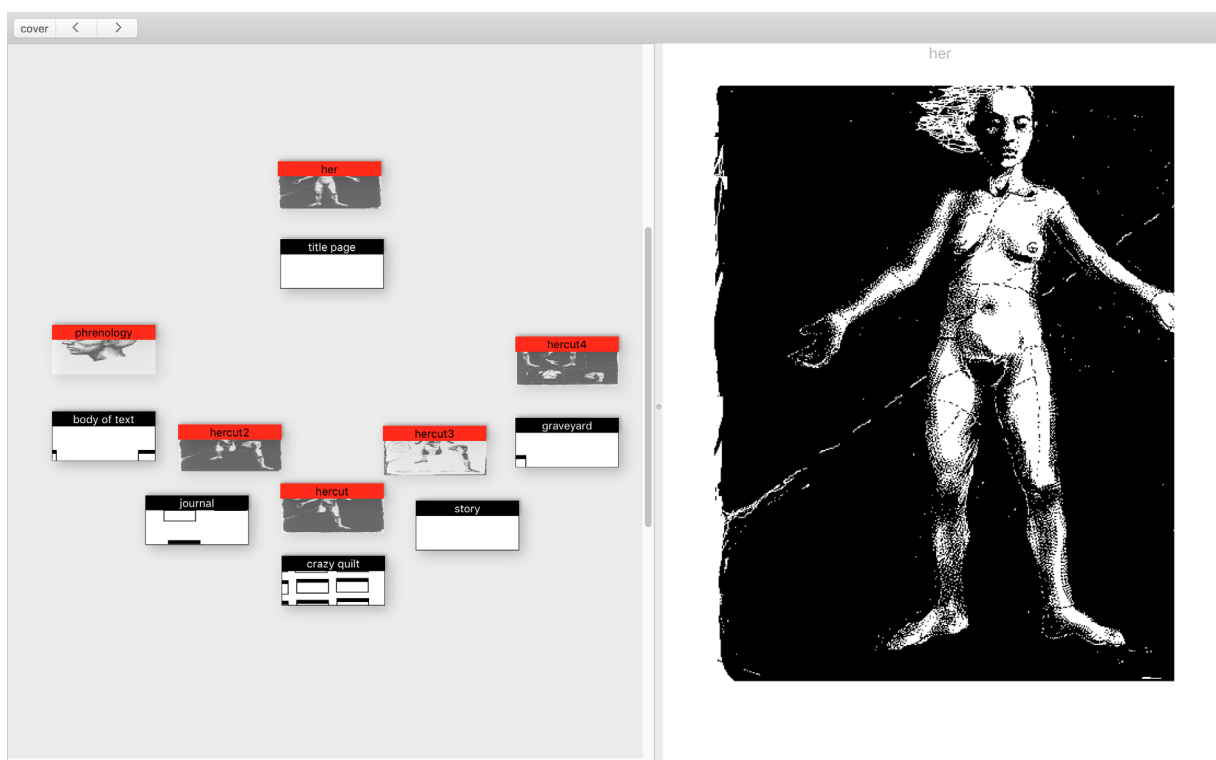 cover
her
her
title page
phrenology
hercut4
body of text
hercut2
hercut3
graveyard
journal
hercut
story
crazy quilt